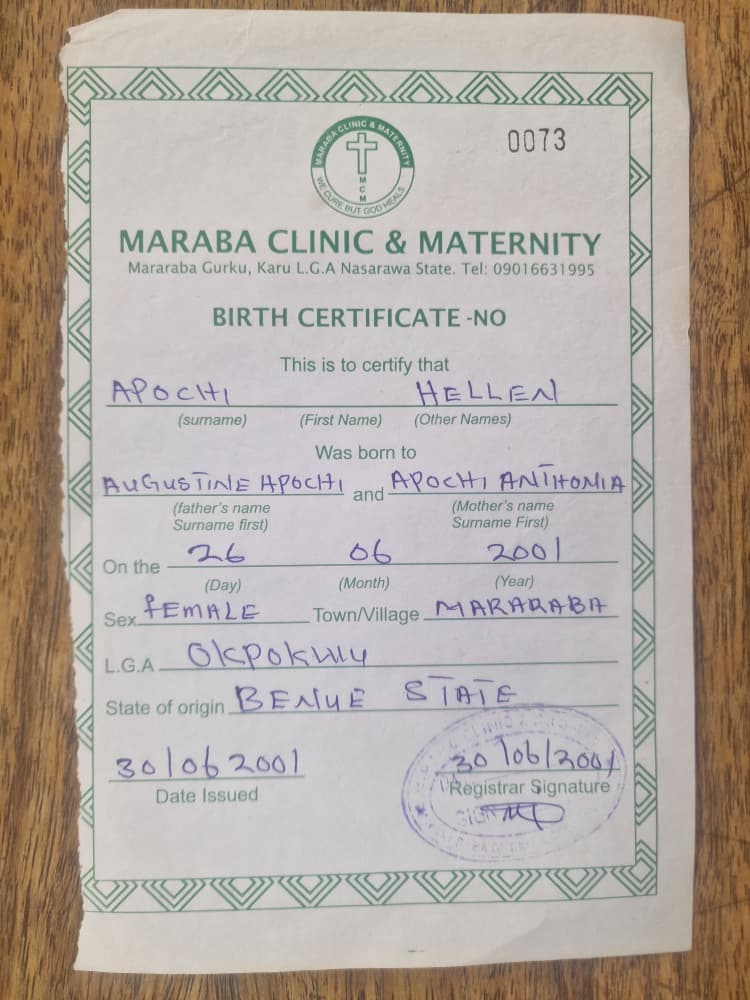 MARABA CLINIC & MATERNITY
MCM
WE CURE BUT GOD HEALS
0073
MARABA CLINIC & MATERNITY
Mararaba Gurku, Karu L.G.A Nasarawa State. Tel: 09016631995
BIRTH CERTIFICATE -NO
This is to certify that
APOCHI HELLEN
(surname) (First Name) (Other Names)
Was born to
AUGUSTINE APOCHI and APOCHI ANTHONIA
(father's name (Mother's name
Surname first) Surname First)
On the 26 06 2001
(Day) (Month) (Year)
Sex FEMALE Town/Village MARARABA
L.G.A OKPOKWU
State of origin BENUE STATE
30/06 2001 30/06/2001
Date Issued Registrar Signature
SIGN